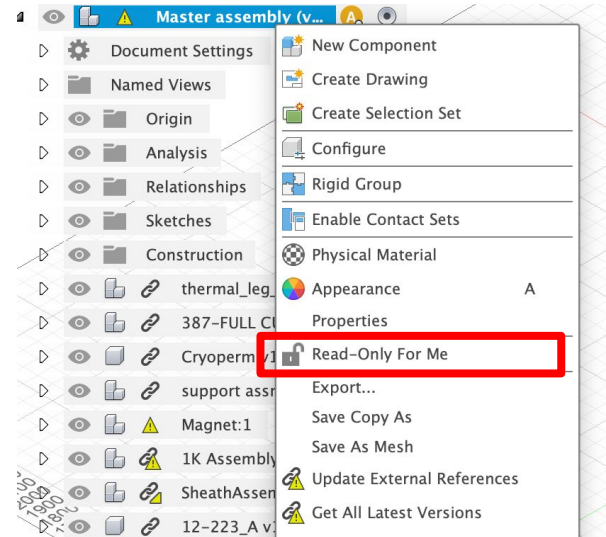 Master assembly (v... A
Document Settings
Named Views
Origin
Analysis
Relationships
Sketches
Construction
thermal_leg_
387-FULL
Cryoperm
support assr
Magnet:1
1K Assembly
SheathAssen
12-223_A v1
New Component
Create Drawing
Create Selection Set
Configure
Rigid Group
Enable Contact Sets
Physical Material
Appearance A
Properties
Read-Only For Me
Export...
Save Copy As
Save As Mesh
Update External References
Get All Latest Versions